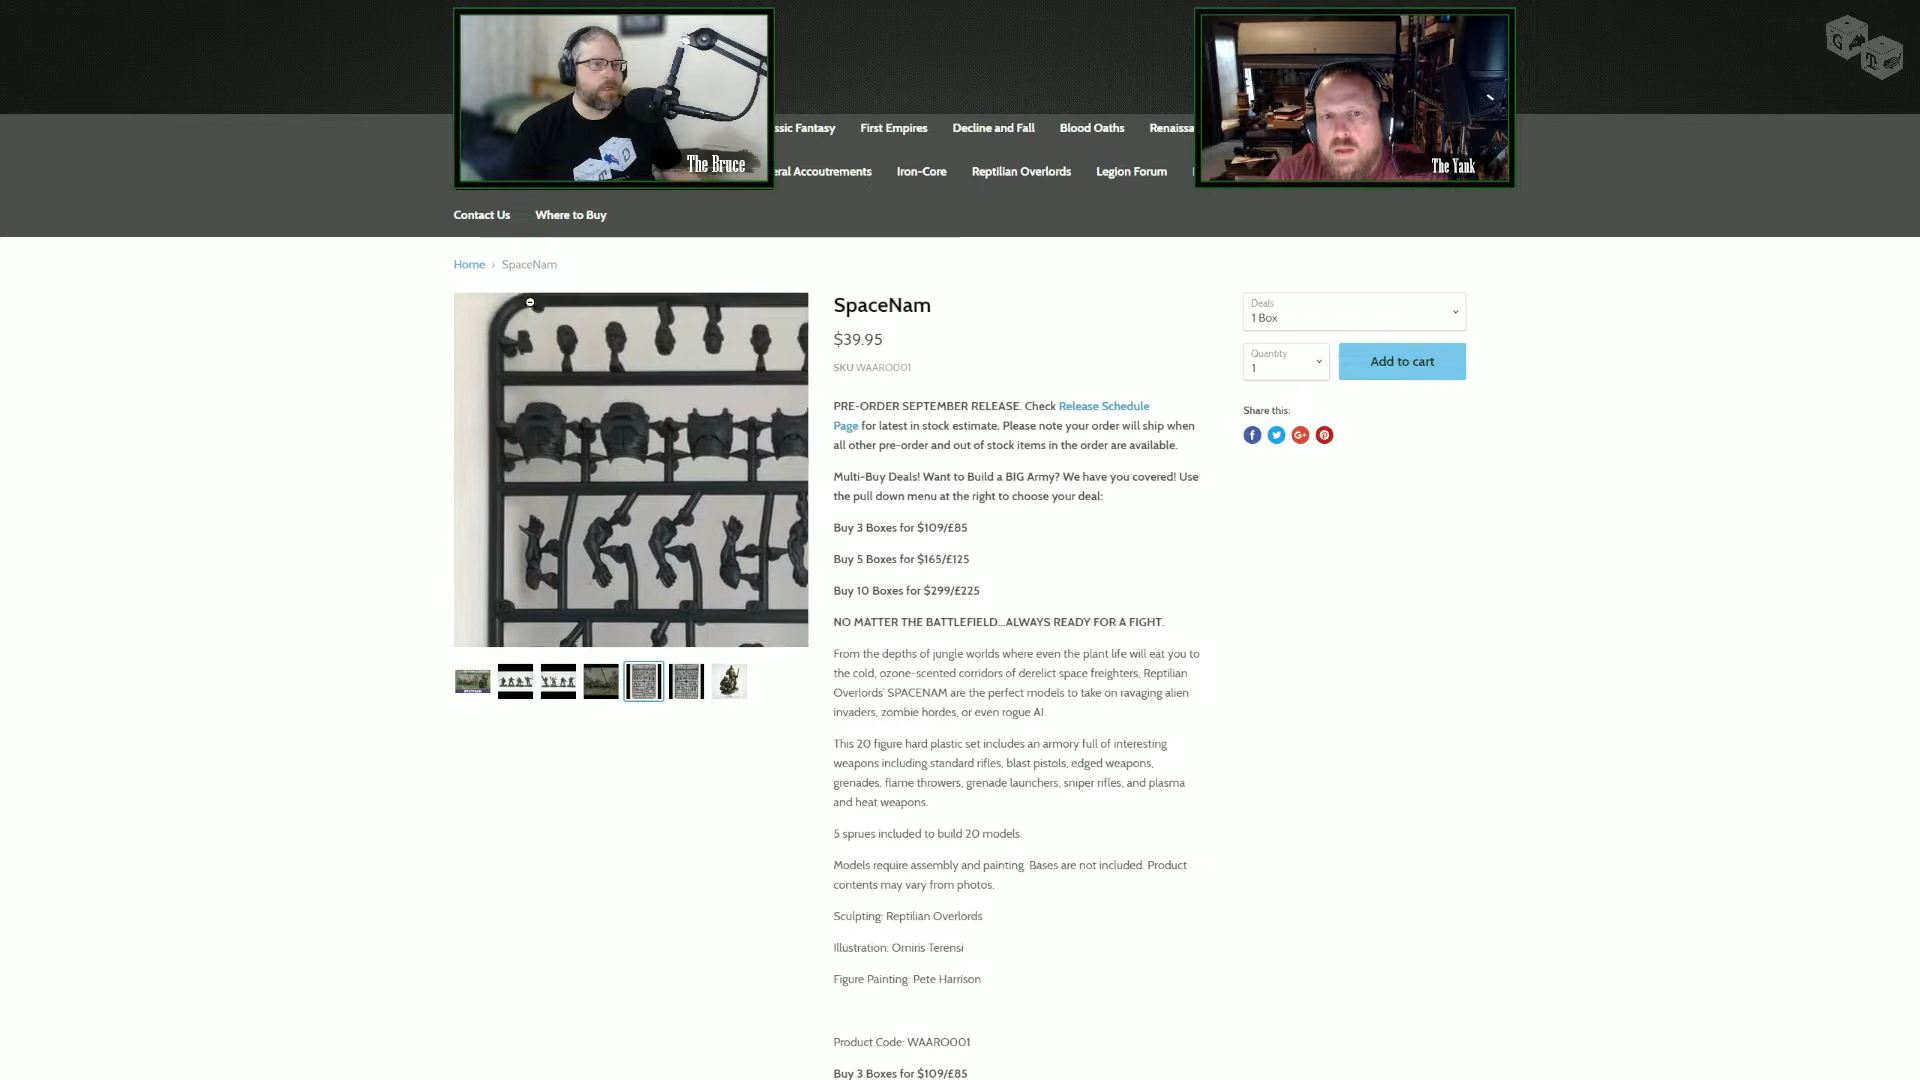 The Bruce
The Yank
G
T
ssic Fantasy
First Empires
Decline and Fall
Blood Oaths
Renaissa
eral Accoutrements
Iron-Core
Reptilian Overlords
Legion Forum
Contact Us
Where to Buy
Home › SpaceNam
SpaceNam
$39.95
SKU WAARO001
PRE-ORDER SEPTEMBER RELEASE. Check Release Schedule
Page for latest in stock estimate. Please note your order will ship when
all other pre-order and out of stock items in the order are available.
Multi-Buy Deals! Want to Build a BIG Army? We have you covered! Use
the pull down menu at the right to choose your deal:
Buy 3 Boxes for $109/£85
Buy 5 Boxes for $165/£125
Buy 10 Boxes for $299/£225
NO MATTER THE BATTLEFIELD...ALWAYS READY FOR A FIGHT.
From the depths of jungle worlds where even the plant life will eat you to
the cold, ozone-scented corridors of derelict space freighters, Reptilian
Overlords' SPACENAM are the perfect models to take on ravaging alien
invaders, zombie hordes, or even rogue AI.
This 20 figure hard plastic set includes an armory full of interesting
weapons including standard rifles, blast pistols, edged weapons,
grenades, flame throwers, grenade launchers, sniper rifles, and plasma
and heat weapons.
5 sprues included to build 20 models.
Models require assembly and painting. Bases are not included. Product
contents may vary from photos.
Sculpting: Reptilian Overlords
Illustration: Orniris Terensi
Figure Painting: Pete Harrison
Product Code: WAARO001
Buy 3 Boxes for $109/£85
Deals
1 Box
Quantity
1
Add to cart
Share this: